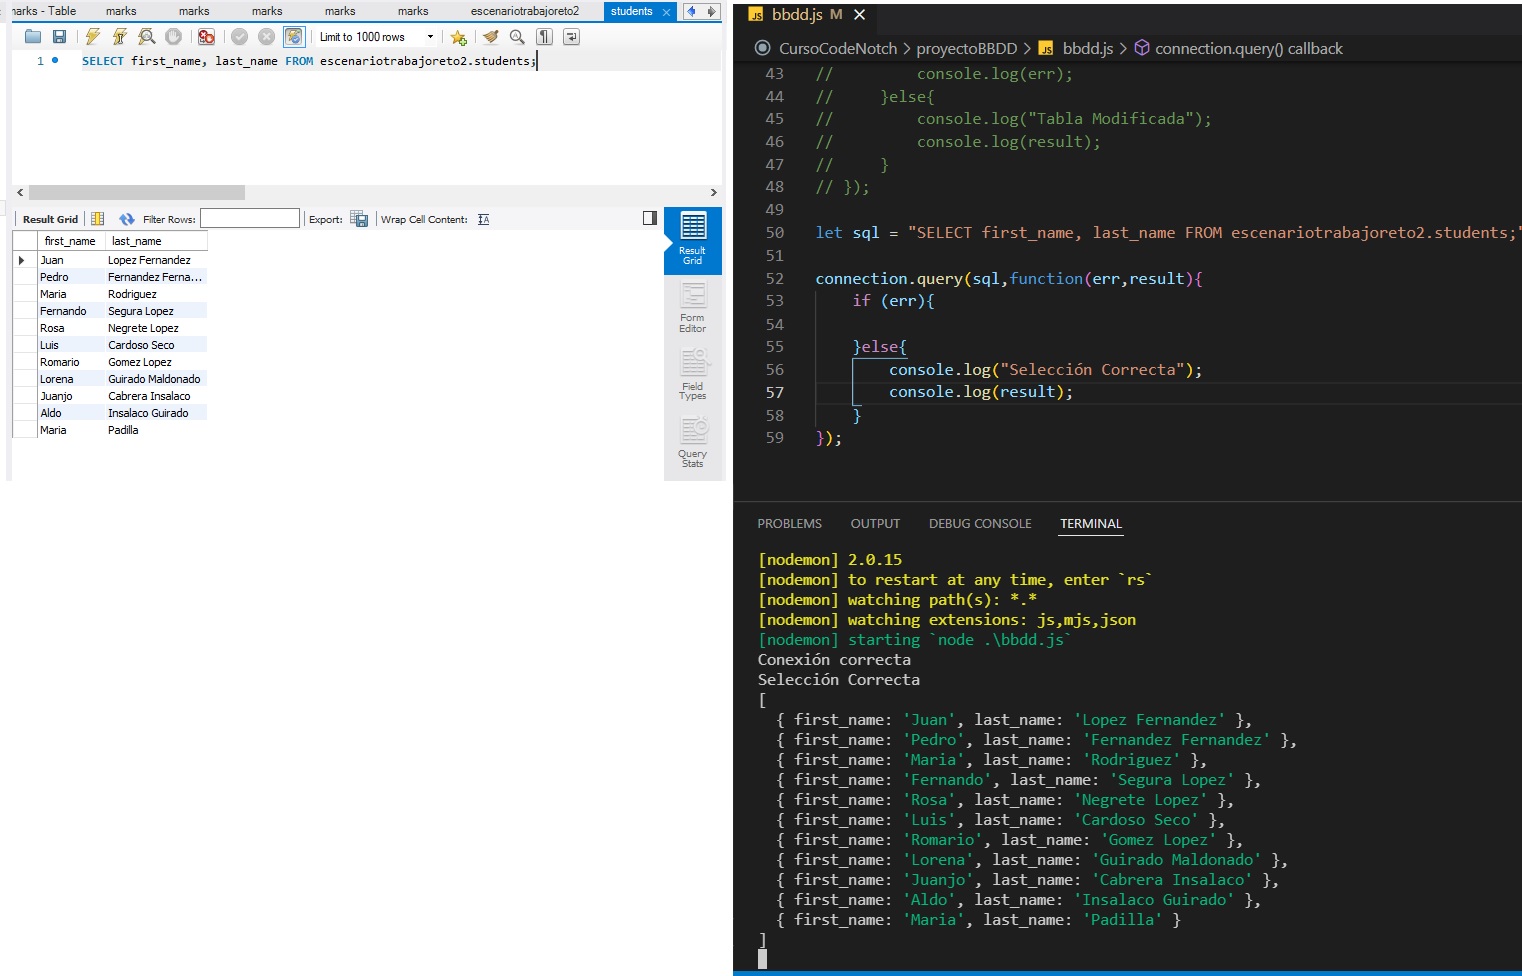 marks - Table marks marks marks marks marks escenariotrabajoreto2 students
Limit to 1000 rows
1 SELECT first_name, last_name FROM escenariotrabajoreto2.students;
Result Grid Filter Rows: Export: Wrap Cell Content:
first_name last_name
Juan Lopez Fernandez
Pedro Fernandez Ferna...
Maria Rodriguez
Fernando Segura Lopez
Rosa Negrete Lopez
Luis Cardoso Seco
Romario Gomez Lopez
Lorena Guirado Maldonado
Juanjo Cabrera Insalaco
Aldo Insalaco Guirado
Maria Padilla
Result
Grid
Form
Editor
Field
Types
Query
Stats
JS bbdd.js M
CursoCodeNotch > proyectoBBDD > JS bbdd.js > connection.query() callback
43 // console.log(err);
44 // }else{
45 // console.log("Tabla Modificada");
46 // console.log(result);
47 // }
48 // });
49
50 let sql = "SELECT first_name, last_name FROM escenariotrabajoreto2.students;"
51
52 connection.query(sql,function(err,result){
53 if (err){
54
55 }else{
56 console.log("Selección Correcta");
57 console.log(result);
58 }
59 });
PROBLEMS OUTPUT DEBUG CONSOLE TERMINAL
[nodemon] 2.0.15
[nodemon] to restart at any time, enter `rs`
[nodemon] watching path(s): *.*
[nodemon] watching extensions: js,mjs,json
[nodemon] starting `node .\bbdd.js`
Conexión correcta
Selección Correcta
[
{ first_name: 'Juan', last_name: 'Lopez Fernandez' },
{ first_name: 'Pedro', last_name: 'Fernandez Fernandez' },
{ first_name: 'Maria', last_name: 'Rodriguez' },
{ first_name: 'Fernando', last_name: 'Segura Lopez' },
{ first_name: 'Rosa', last_name: 'Negrete Lopez' },
{ first_name: 'Luis', last_name: 'Cardoso Seco' },
{ first_name: 'Romario', last_name: 'Gomez Lopez' },
{ first_name: 'Lorena', last_name: 'Guirado Maldonado' },
{ first_name: 'Juanjo', last_name: 'Cabrera Insalaco' },
{ first_name: 'Aldo', last_name: 'Insalaco Guirado' },
{ first_name: 'Maria', last_name: 'Padilla' }
]